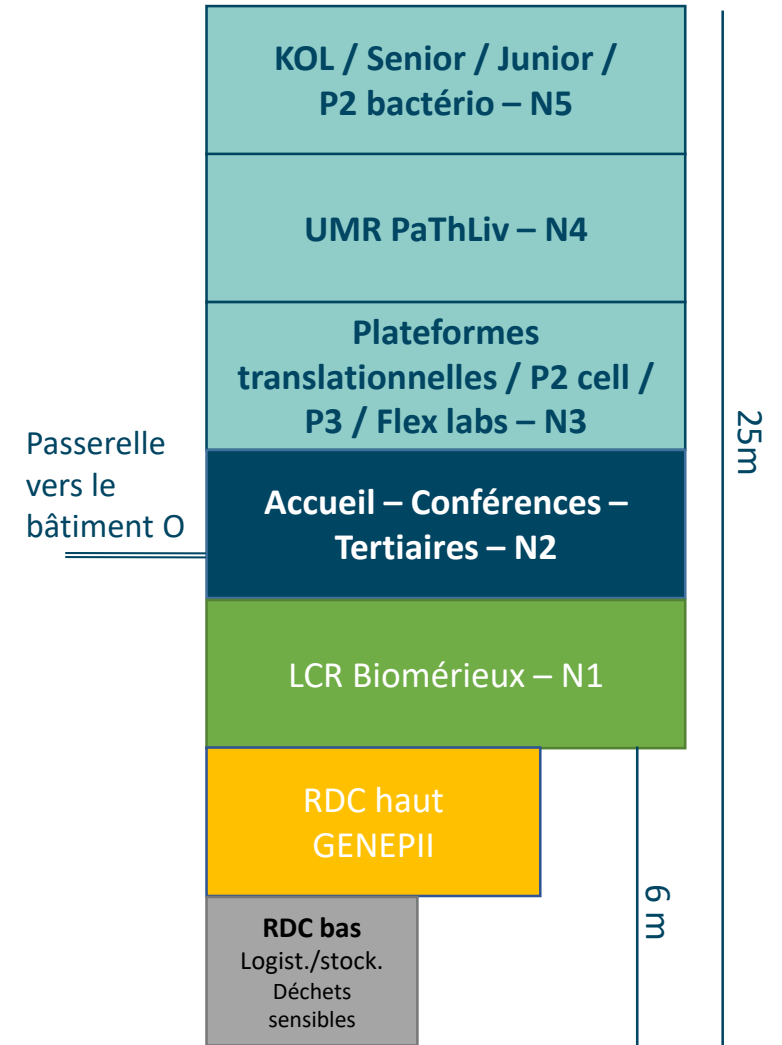 KOL / Senior / Junior /
P2 bactério – N5
UMR PaThLiv – N4
Plateformes
translationnelles / P2 cell /
P3 / Flex labs – N3
Passerelle
vers le
bâtiment O
Accueil – Conférences –
Tertiaires – N2
LCR Biomérieux – N1
RDC haut
GENEPII
RDC bas
Logist./stock.
Déchets
sensibles
25m
6 m